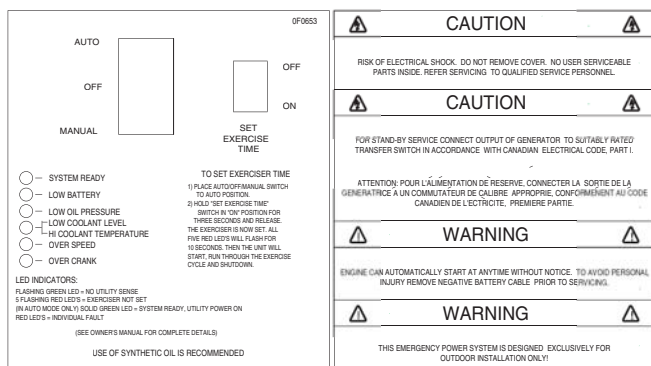 0F0653
AUTO
OFF
MANUAL
OFF
ON
SET
EXERCISE
TIME
SYSTEM READY
LOW BATTERY
LOW OIL PRESSURE
LOW COOLANT LEVEL
HI COOLANT TEMPERATURE
OVER SPEED
OVER CRANK
TO SET EXERCISER TIME
1) PLACE AUTO/OFF/MANUAL SWITCH
TO AUTO POSITION.
2) HOLD "SET EXERCISE TIME"
SWITCH IN "ON" POSITION FOR
THREE SECONDS AND RELEASE.
THE EXERCISER IS NOW SET. ALL
FIVE RED LED'S WILL FLASH FOR
10 SECONDS. THEN THE UNIT WILL
START, RUN THROUGH THE EXERCISE
CYCLE AND SHUTDOWN.
LED INDICATORS:
FLASHING GREEN LED = NO UTILITY SENSE
5 FLASHING RED LED'S = EXERCISER NOT SET
(IN AUTO MODE ONLY) SOLID GREEN LED = SYSTEM READY, UTILITY POWER ON
RED LED'S = INDIVIDUAL FAULT
(SEE OWNER'S MANUAL FOR COMPLETE DETAILS)
USE OF SYNTHETIC OIL IS RECOMMENDED
CAUTION
RISK OF ELECTRICAL SHOCK. DO NOT REMOVE COVER. NO USER SERVICEABLE
PARTS INSIDE. REFER SERVICING TO QUALIFIED SERVICE PERSONNEL.
CAUTION
FOR STAND-BY SERVICE CONNECT OUTPUT OF GENERATOR TO SUITABLY RATED
TRANSFER SWITCH IN ACCORDANCE WITH CANADIAN ELECTRICAL CODE, PART I.
ATTENTION: POUR L'ALIMENTATION DE RESERVE, CONNECTER LA SORTIE DE LA
GENERATRICE A UN COMMUTATEUR DE CALIBRE APPROPRIE, CONFORMEMENT AU CODE
CANADIEN DE L'ECTRICITE, PREMIERE PARTIE.
WARNING
ENGINE CAN AUTOMATICALLY START AT ANYTIME WITHOUT NOTICE. TO AVOID PERSONAL
INJURY REMOVE NEGATIVE BATTERY CABLE PRIOR TO SERVICING.
WARNING
THIS EMERGENCY POWER SYSTEM IS DESIGNED EXCLUSIVELY FOR
OUTDOOR INSTALLATION ONLY!